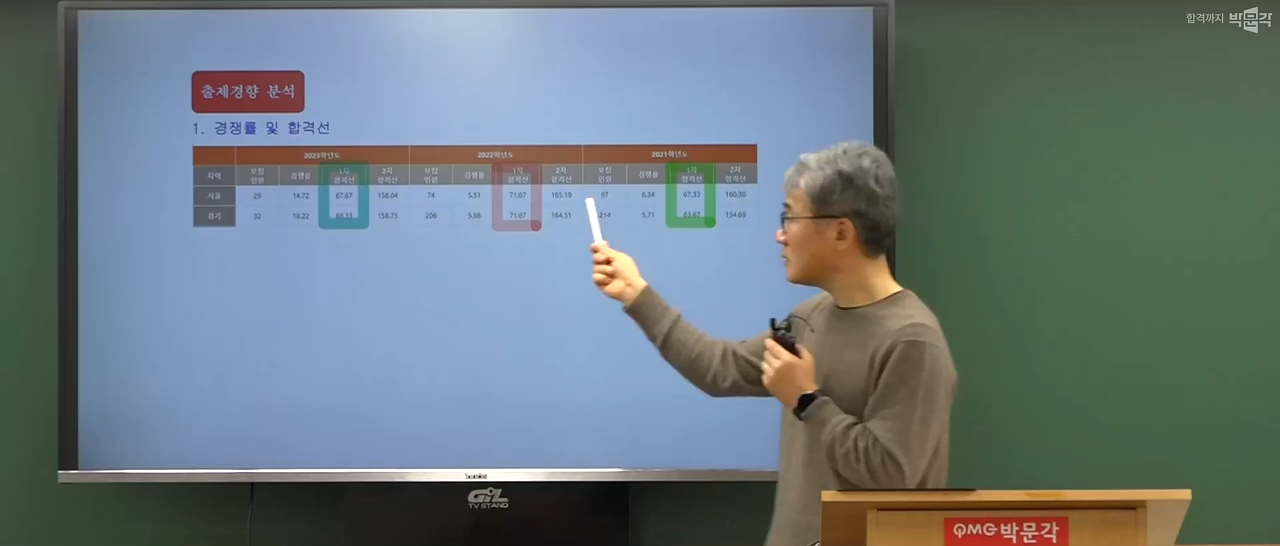 합격까지 박문각
출제경향 분석
1. 경쟁률 및 합격선
2023학년도 2022학년도 2021학년도
지역 모집인원 경쟁률 1차합격선 2차합격선 모집인원 경쟁률 1차합격선 2차합격선 모집인원 경쟁률 1차합격선 2차합격선
서울 29 14.72 67.67 158.04 74 5.51 71.67 165.19 6.34 67.33 160.30
경기 32 18.22 68.33 158.75 206 5.68 71.67 164.51 214 5.71 63.67 154.69
GIL
TV STAND
PMG박문각